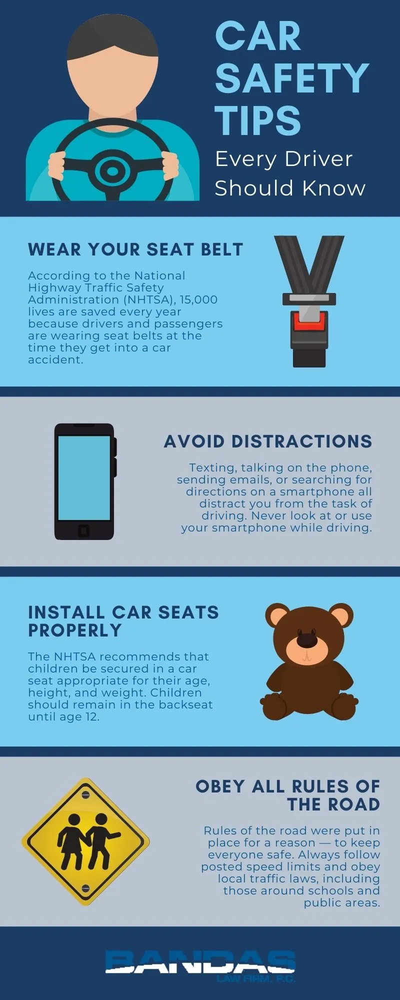 CAR
SAFETY
TIPS
Every Driver
Should Know
WEAR YOUR SEAT BELT
According to the National
Highway Traffic Safety
Administration (NHTSA), 15,000
lives are saved every year
because drivers and passengers
are wearing seat belts at the
time they get into a car
accident.
AVOID DISTRACTIONS
Texting, talking on the phone,
sending emails, or searching for
directions on a smartphone all
distract you from the task of
driving. Never look at or use
your smartphone while driving.
INSTALL CAR SEATS
PROPERLY
The NHTSA recommends that
children be secured in a car
seat appropriate for their age,
height, and weight. Children
should remain in the backseat
until age 12.
OBEY ALL RULES OF
THE ROAD
Rules of the road were put in
place for a reason — to keep
everyone safe. Always follow
posted speed limits and obey
local traffic laws, including
those around schools and
public areas.
BANDAS
LAW FIRM, P.C.